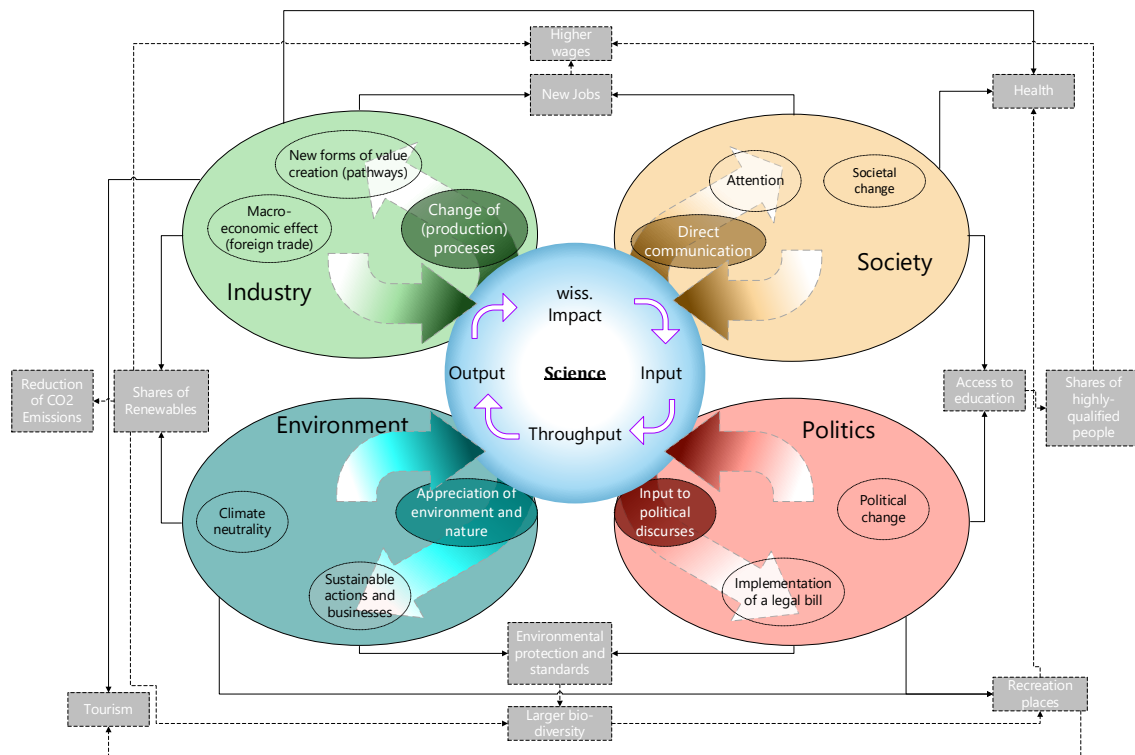 Higher
wages
New Jobs
Health
New forms of value
creation (pathways)
Macro-
economic effect
(foreign trade)
Change of
(production)
proceses
Industry
Attention
Societal
change
Direct
communication
Society
wiss.
Impact
Output
Science
Input
Throughput
Reduction
of CO2
Emissions
Shares of
Renewables
Access to
education
Shares of
highly-
qualified
people
Environment
Appreciation of
environment and
nature
Climate
neutrality
Sustainable
actions and
businesses
Politics
Input to
political
discurses
Political
change
Implementation
of a legal bill
Environmental
protection and
standards
Tourism
Larger bio-
diversity
Recreation
places